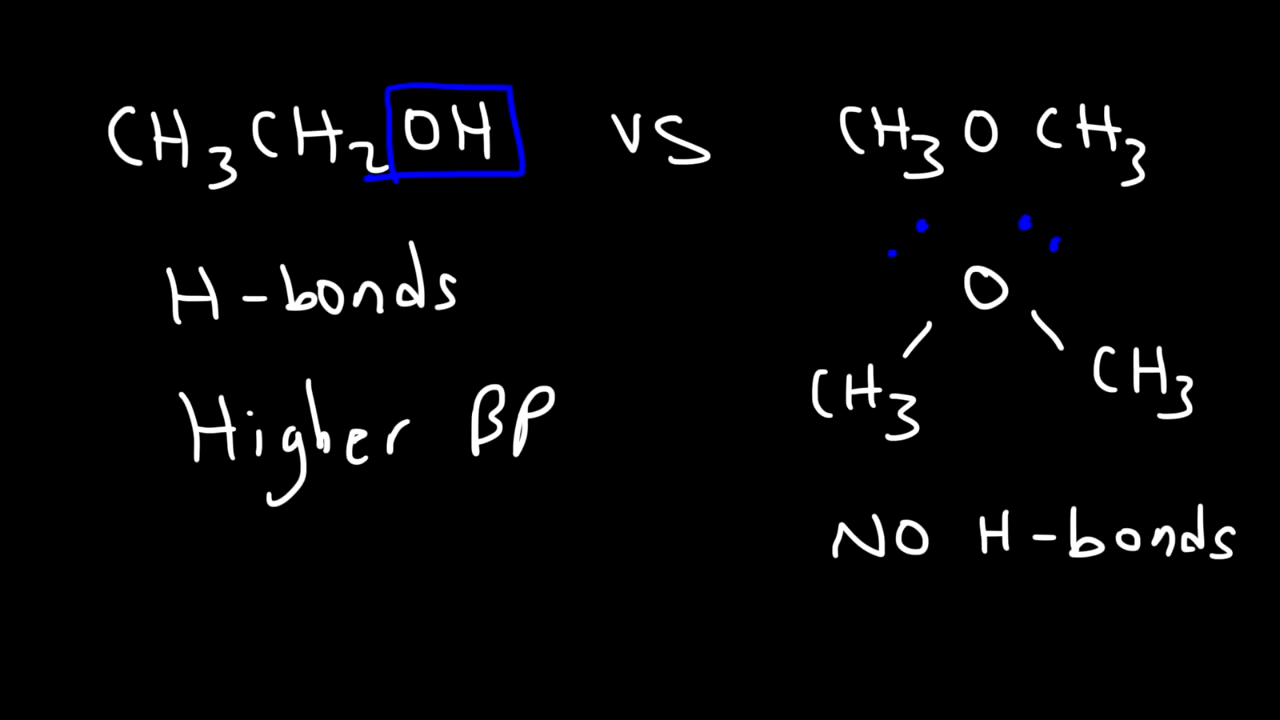 CH3CH2OH vs CH3OCH3
H-bonds
O
CH3 CH3
Higher BP
NO H-bonds